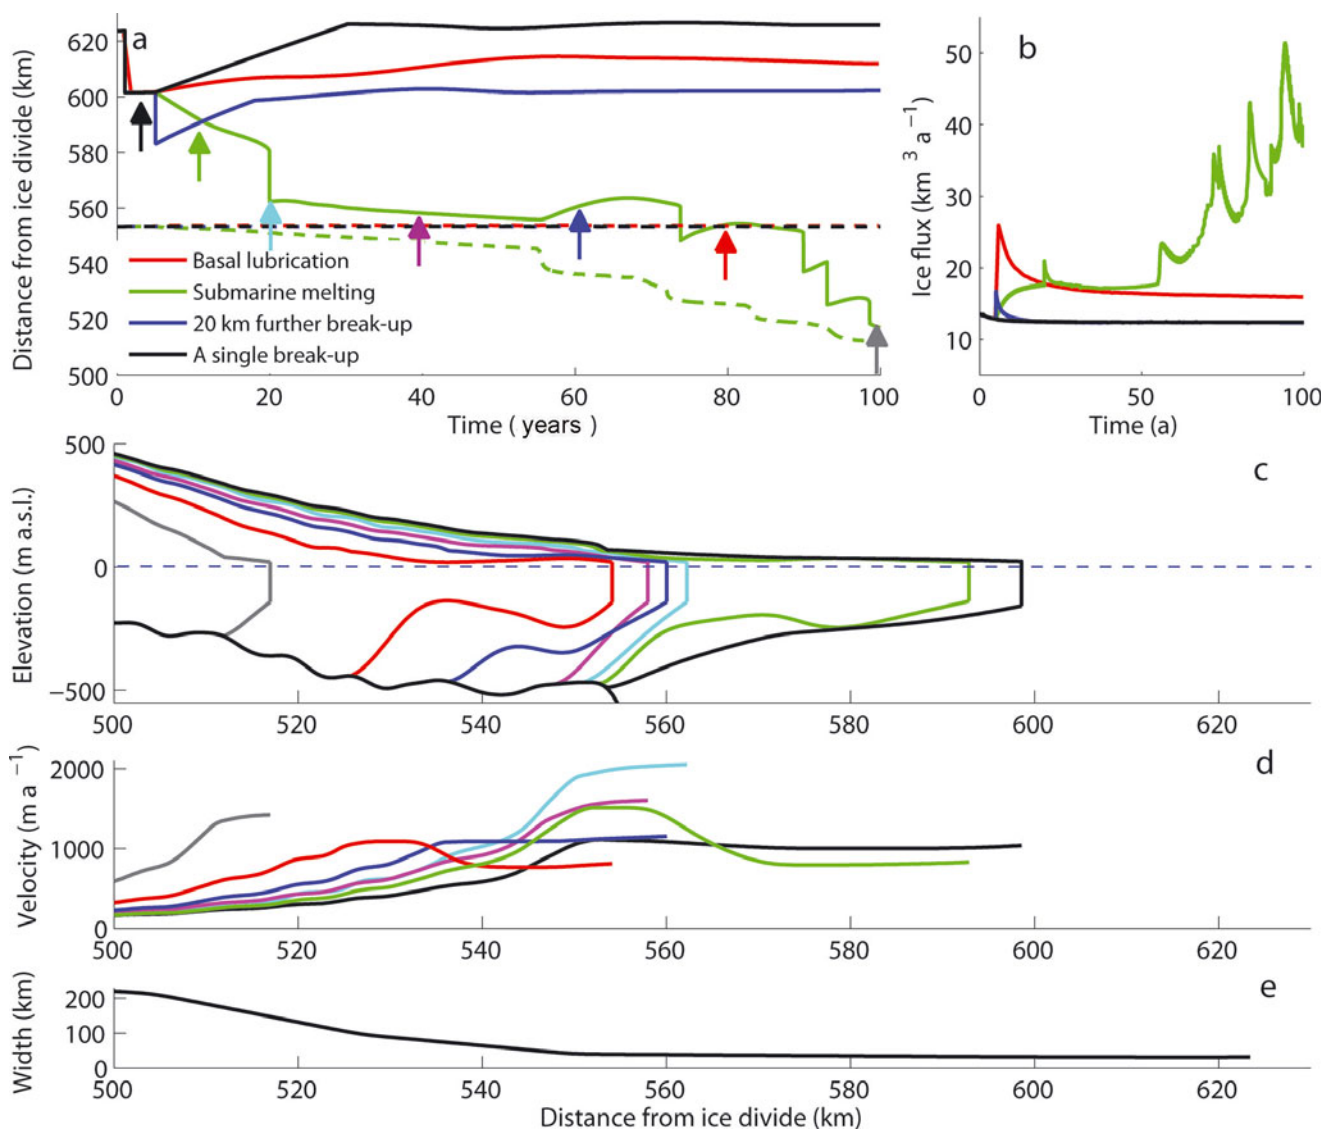 a
Distance from ice divide (km)
620
600
580
560
540
520
500
Basal lubrication
Submarine melting
20 km further break-up
A single break-up
0 20 40 60 80 100
Time ( years )
b
Ice flux (km 3 a −1)
50
40
30
20
10
0 50 100
Time (a)
c
Elevation (m a.s.l.)
500
0
−500
500 520 540 560 580 600 620
d
Velocity (m a −1)
2000
1000
0
500 520 540 560 580 600 620
e
Width (km)
200
100
0
500 520 540 560 580 600 620
Distance from ice divide (km)